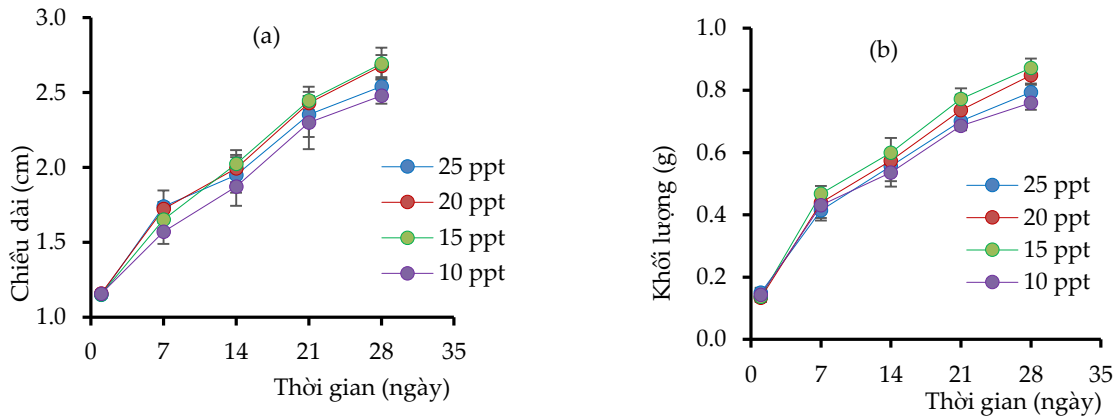 (a)
3.0
2.5
2.0
1.5
1.0
0 7 14 21 28 35
Chiều dài (cm)
Thời gian (ngày)
25 ppt
20 ppt
15 ppt
10 ppt
(b)
1.0
0.8
0.6
0.4
0.2
0.0
0 7 14 21 28 35
Khối lượng (g)
Thời gian (ngày)
25 ppt
20 ppt
15 ppt
10 ppt